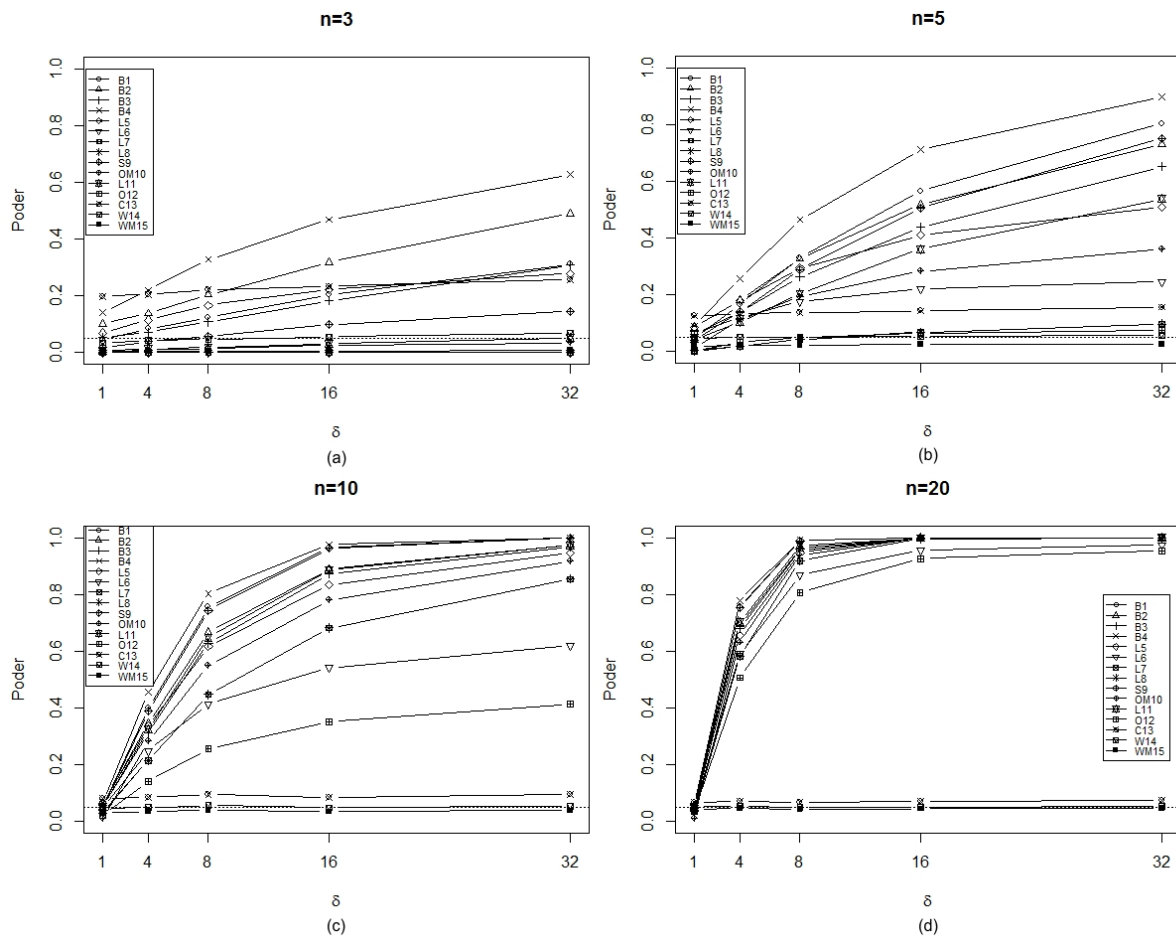 n=3
1.0
0.8
0.6
0.4
0.2
0.0
Poder
B1
B2
B3
B4
L5
L6
L7
L8
S9
OM10
L11
O12
C13
W14
WM15
1 4 8 16 32
δ
(a)
n=5
1.0
0.8
0.6
0.4
0.2
0.0
Poder
B1
B2
B3
B4
L5
L6
L7
L8
S9
OM10
L11
O12
C13
W14
WM15
1 4 8 16 32
δ
(b)
n=10
1.0
0.8
0.6
0.4
0.2
0.0
Poder
B1
B2
B3
B4
L5
L6
L7
L8
S9
OM10
L11
O12
C13
W14
WM15
1 4 8 16 32
δ
(c)
n=20
1.0
0.8
0.6
0.4
0.2
0.0
Poder
B1
B2
B3
B4
L5
L6
L7
L8
S9
OM10
L11
O12
C13
W14
WM15
1 4 8 16 32
δ
(d)